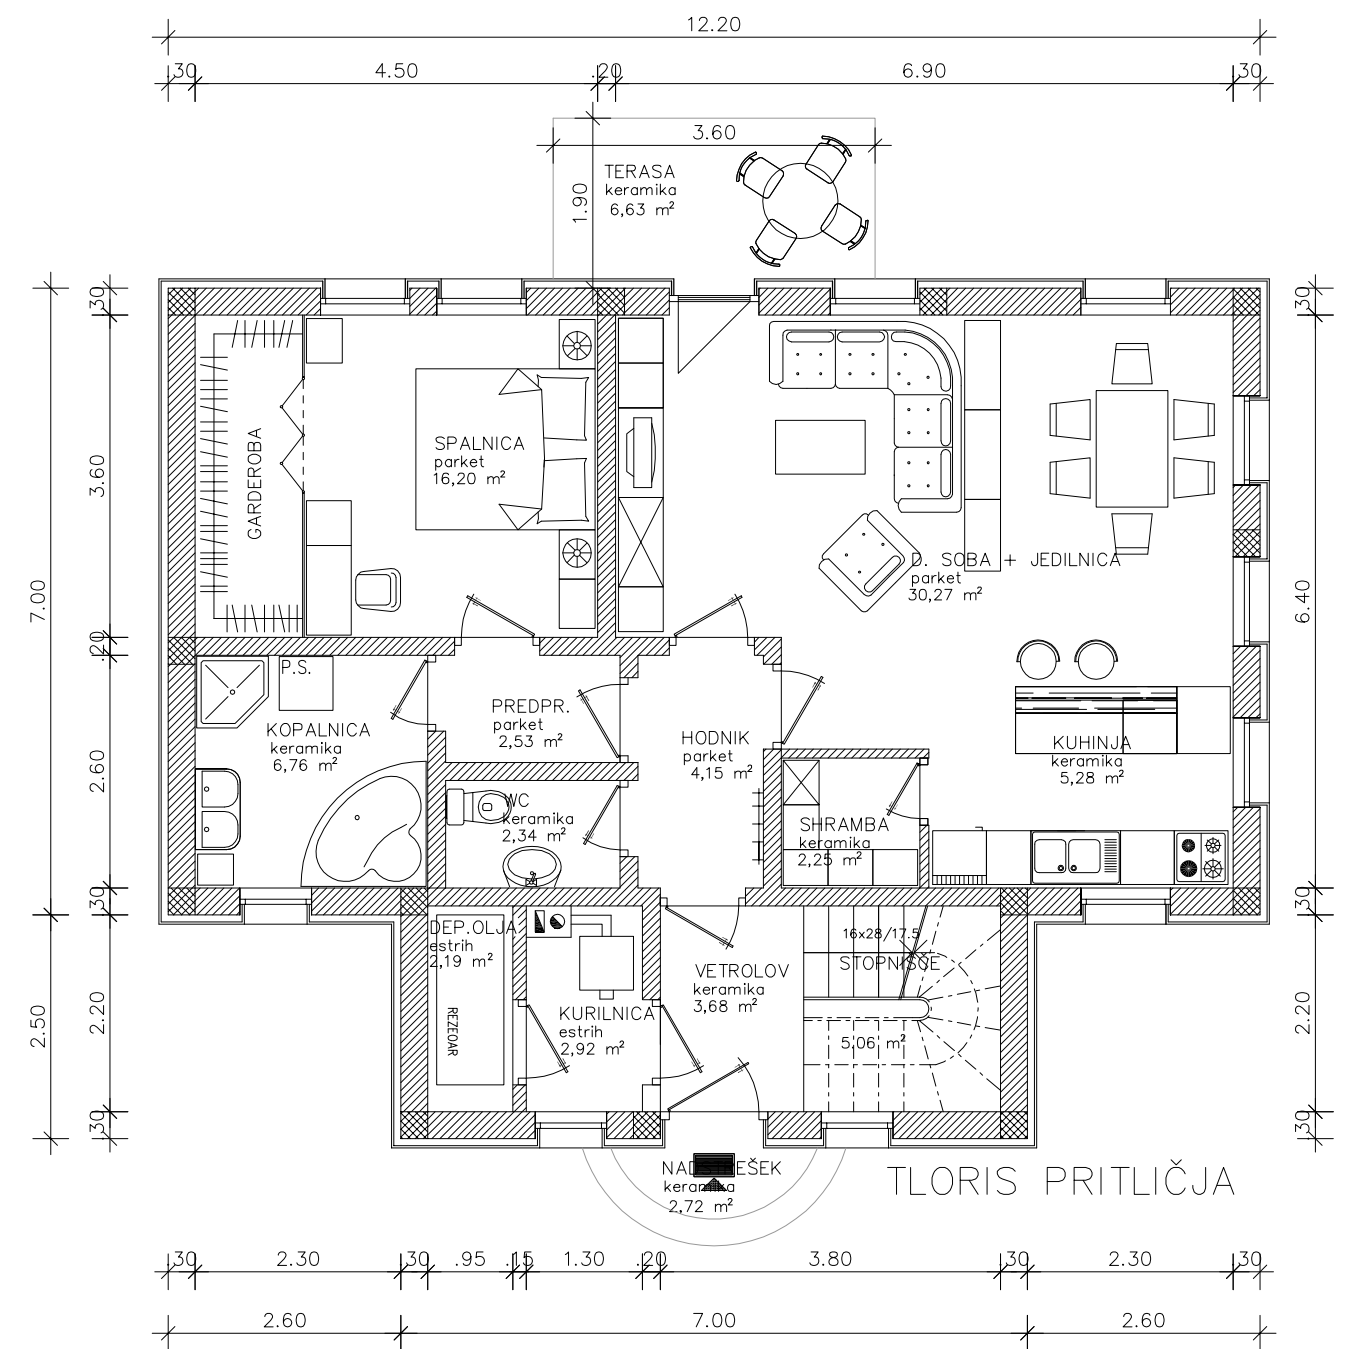 12.20
.30
4.50
.20
6.90
.30
3.60
1.90
TERASA
keramika
6,63 m²
.30
3.60
.20
2.60
.30
2.20
.30
7.00
2.50
.30
6.40
.30
2.20
.30
GARDEROBA
SPALNICA
parket
16,20 m²
D. SOBA + JEDILNICA
parket
30,27 m²
P.S.
KOPALNICA
keramika
6,76 m²
PREDPR.
parket
2,53 m²
HODNIK
parket
4,15 m²
KUHINJA
keramika
5,28 m²
WC
keramika
2,34 m²
SHRAMBA
keramika
2,25 m²
DEP.OLJA
estrih
2,19 m²
REZEOAR
KURILNICA
estrih
2,92 m²
VETROLOV
keramika
3,68 m²
16x28/17.5
STOPNIŠČE
5,06 m²
NADSTREŠEK
keramika
2,72 m²
TLORIS PRITLIČJA
.30
2.30
.30
.95
.15
1.30
.20
3.80
.30
2.30
.30
2.60
7.00
2.60